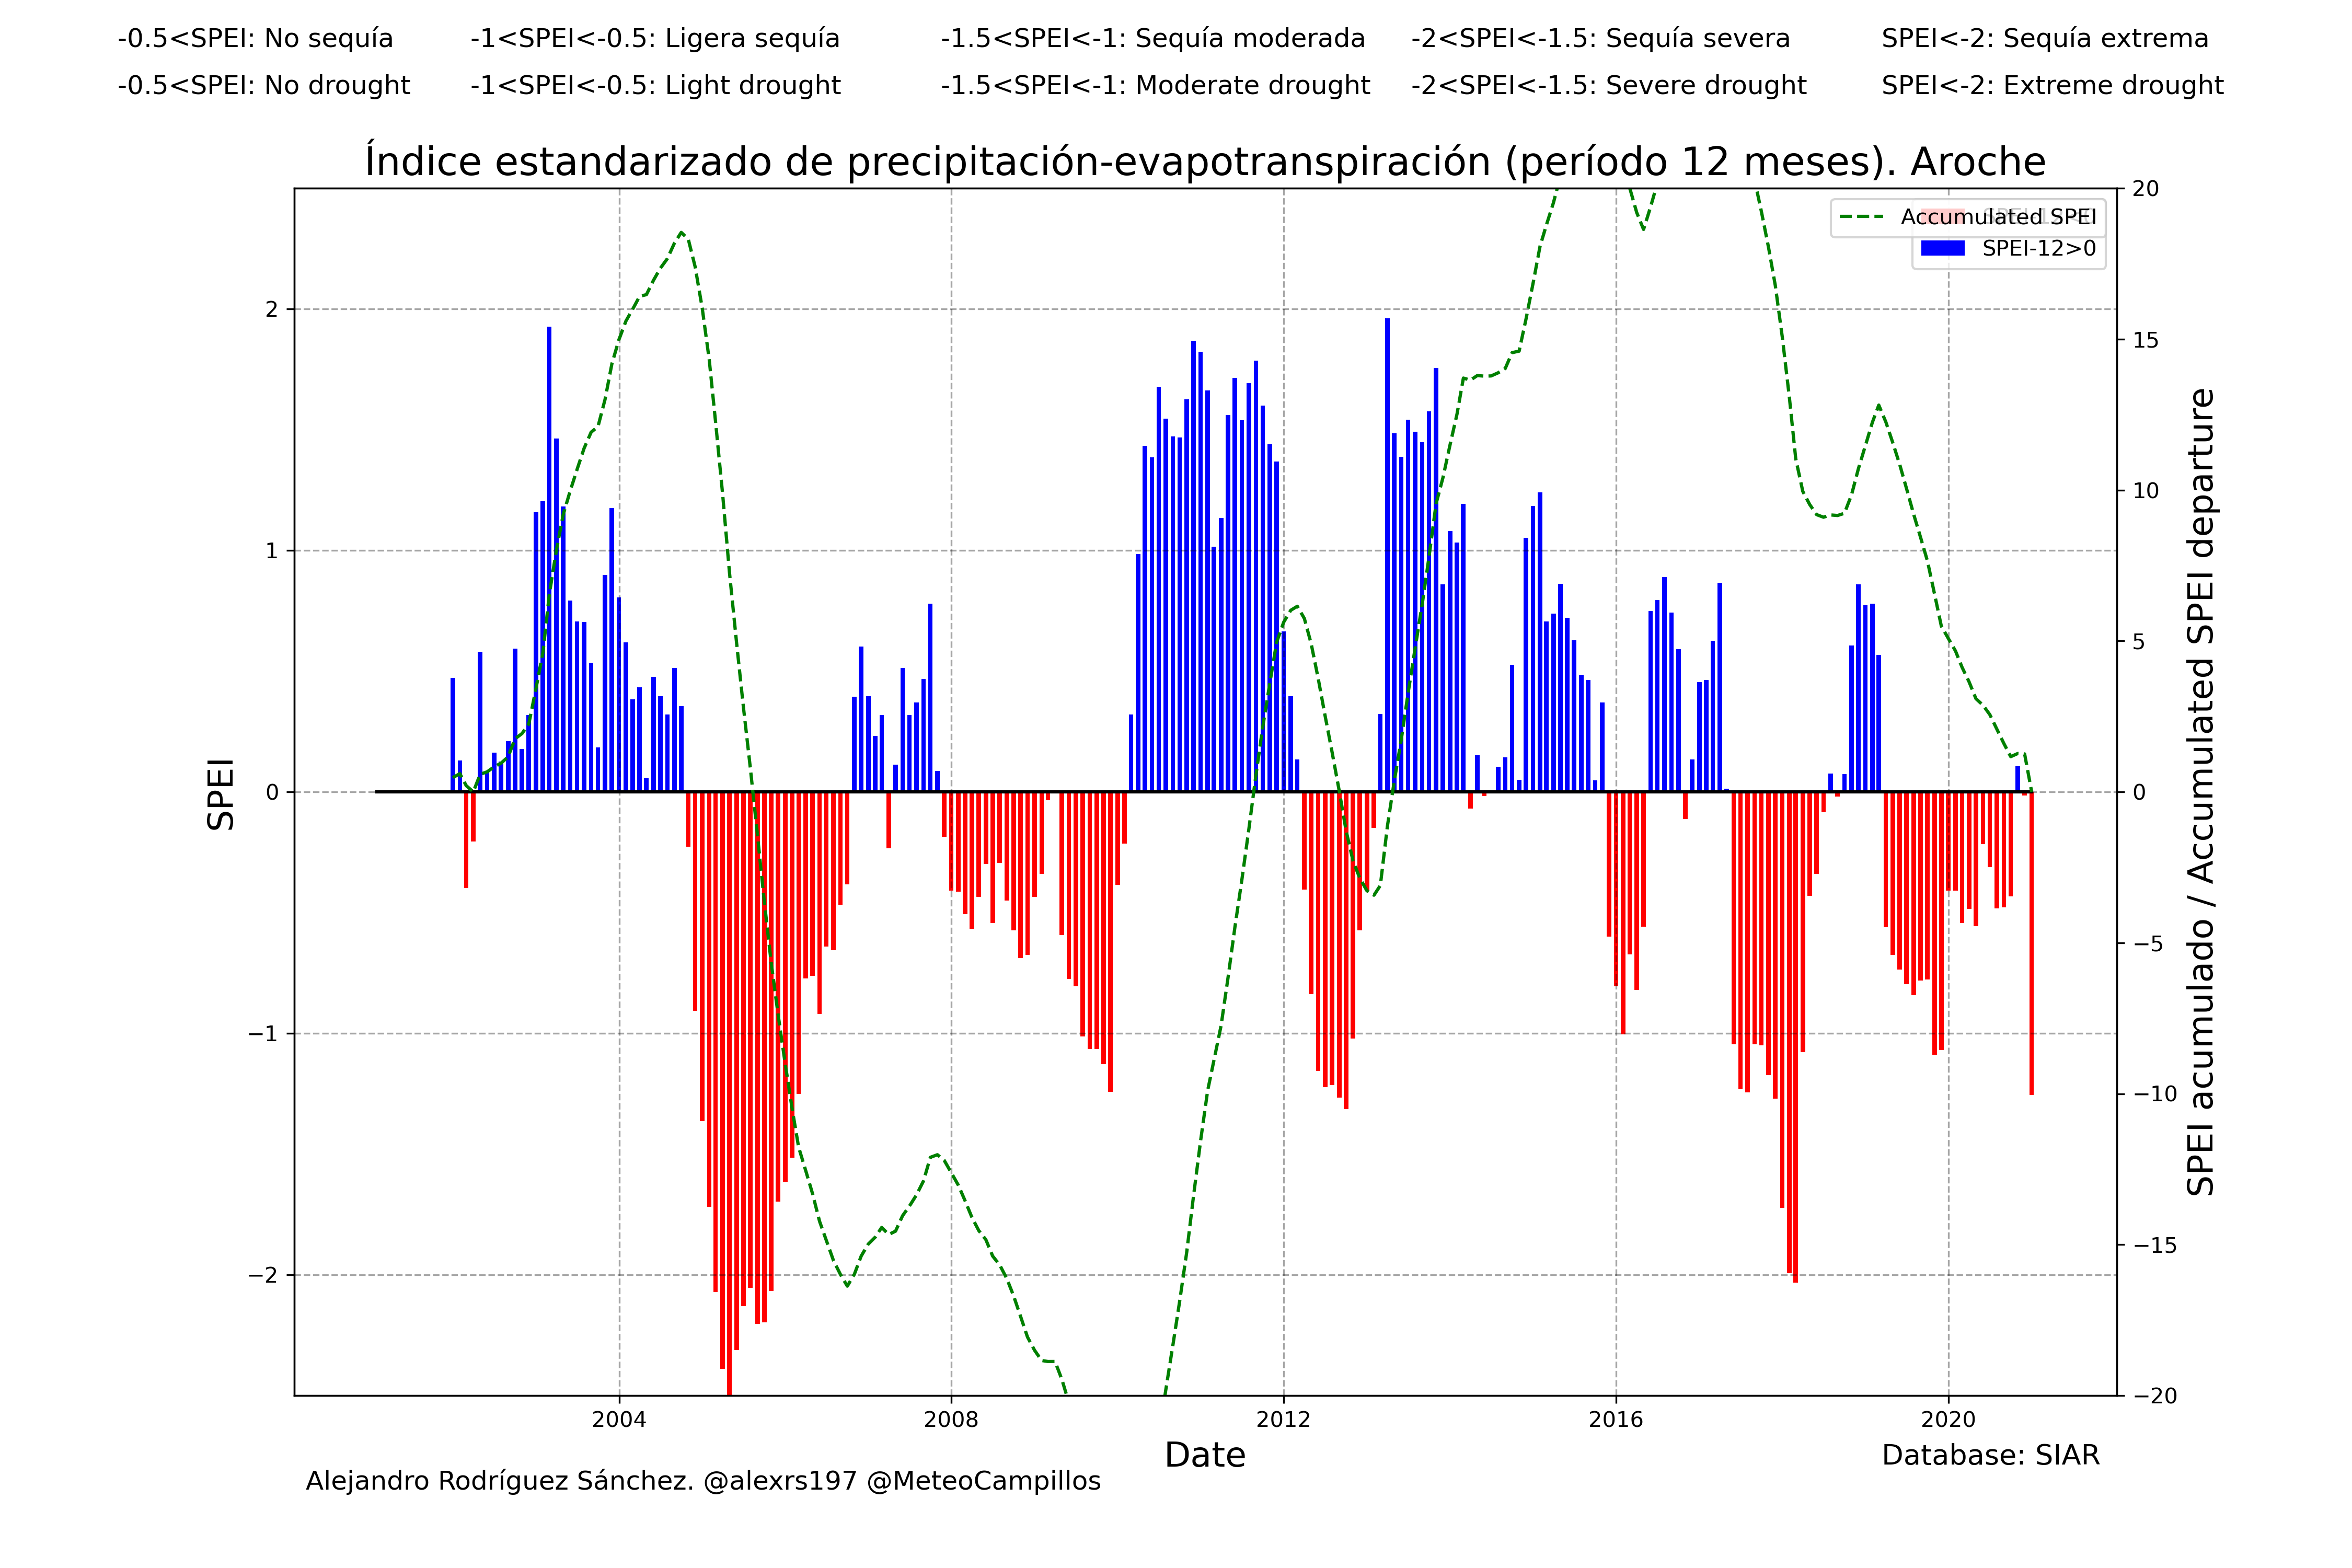 -0.5<SPEI: No sequía -1<SPEI<-0.5: Ligera sequía -1.5<SPEI<-1: Sequía moderada -2<SPEI<-1.5: Sequía severa SPEI<-2: Sequía extrema
-0.5<SPEI: No drought -1<SPEI<-0.5: Light drought -1.5<SPEI<-1: Moderate drought -2<SPEI<-1.5: Severe drought SPEI<-2: Extreme drought
Índice estandarizado de precipitación-evapotranspiración (período 12 meses). Aroche
Accumulated SPEI
SPEI-12>0
SPEI
2
1
0
−1
−2
20
15
10
5
0
−5
−10
−15
−20
SPEI acumulado / Accumulated SPEI departure
2004 2008 2012 2016 2020
Date
Database: SIAR
Alejandro Rodríguez Sánchez. @alexrs197 @MeteoCampillos